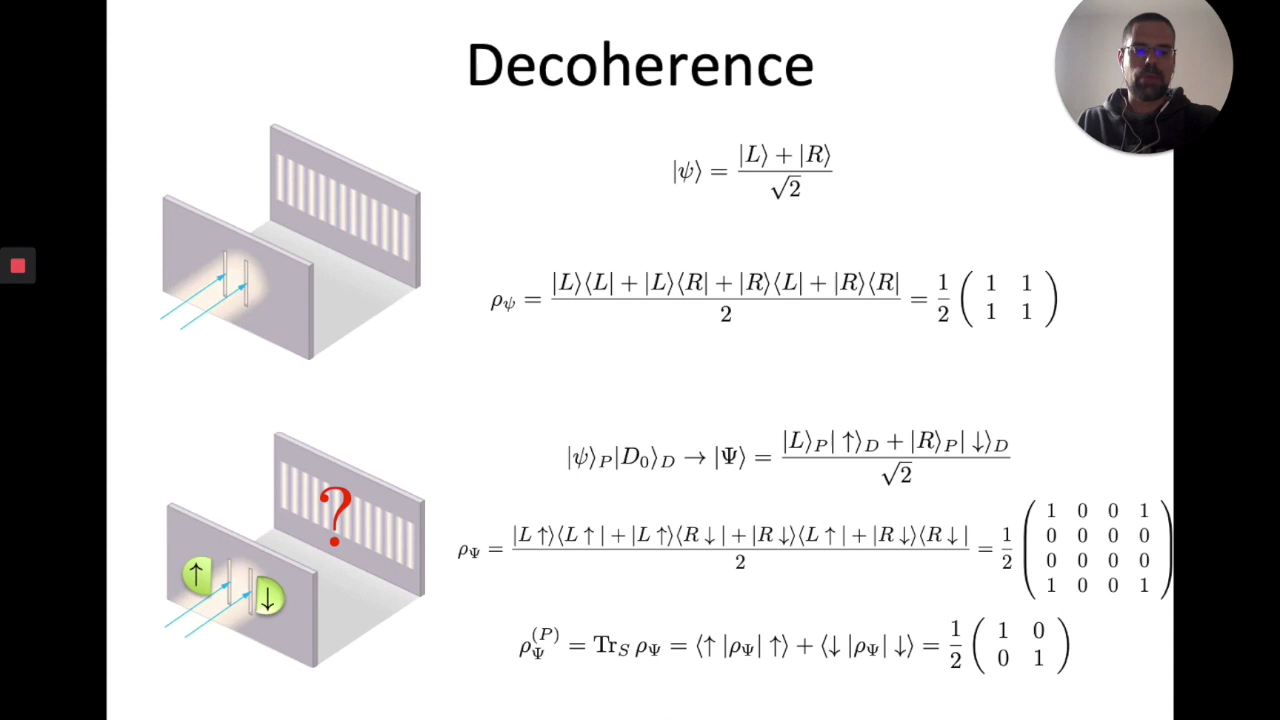 Decoherence
|ψ⟩ = (|L⟩ + |R⟩)/√2
ρ_ψ = (|L⟩⟨L| + |L⟩⟨R| + |R⟩⟨L| + |R⟩⟨R|)/2 = 1/2 ( 1 1 ; 1 1 )
|ψ⟩_P|D_0⟩_D → |Ψ⟩ = (|L⟩_P|↑⟩_D + |R⟩_P|↓⟩_D)/√2
?
ρ_Ψ = (|L↑⟩⟨L↑| + |L↑⟩⟨R↓| + |R↓⟩⟨L↑| + |R↓⟩⟨R↓|)/2 = 1/2 ( 1 0 0 1 ; 0 0 0 0 ; 0 0 0 0 ; 1 0 0 1 )
↑
↓
ρ_Ψ^(P) = Tr_S ρ_Ψ = ⟨↑|ρ_Ψ|↑⟩ + ⟨↓|ρ_Ψ|↓⟩ = 1/2 ( 1 0 ; 0 1 )